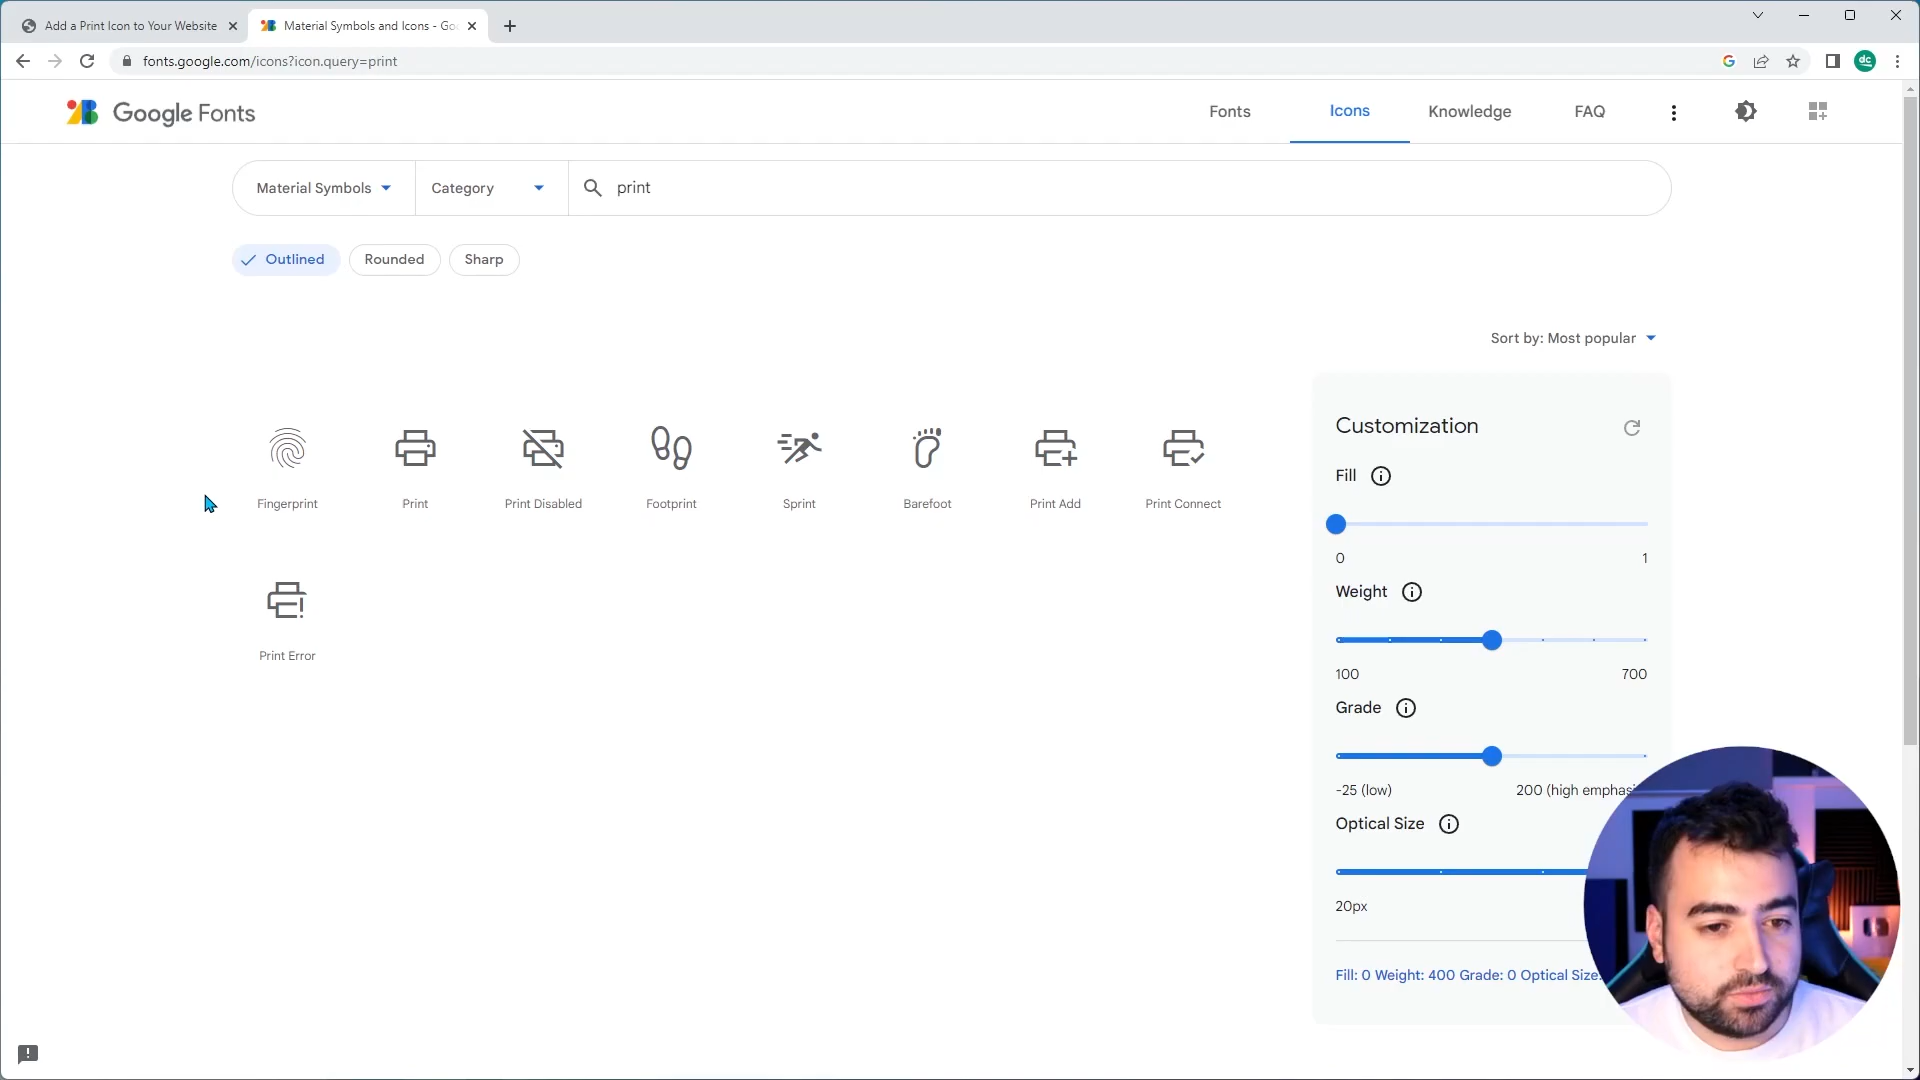 Add a Print Icon to Your Website
Material Symbols and Icons - Goo
fonts.google.com/icons?icon.query=print
dc
Google Fonts
Fonts
Icons
Knowledge
FAQ
Material Symbols
Category
print
Outlined
Rounded
Sharp
Sort by: Most popular
Fingerprint
Print
Print Disabled
Footprint
Sprint
Barefoot
Print Add
Print Connect
Print Error
Customization
Fill
0
1
Weight
100
700
Grade
-25 (low)
200 (high emphasi
Optical Size
20px
Fill: 0 Weight: 400 Grade: 0 Optical Size: